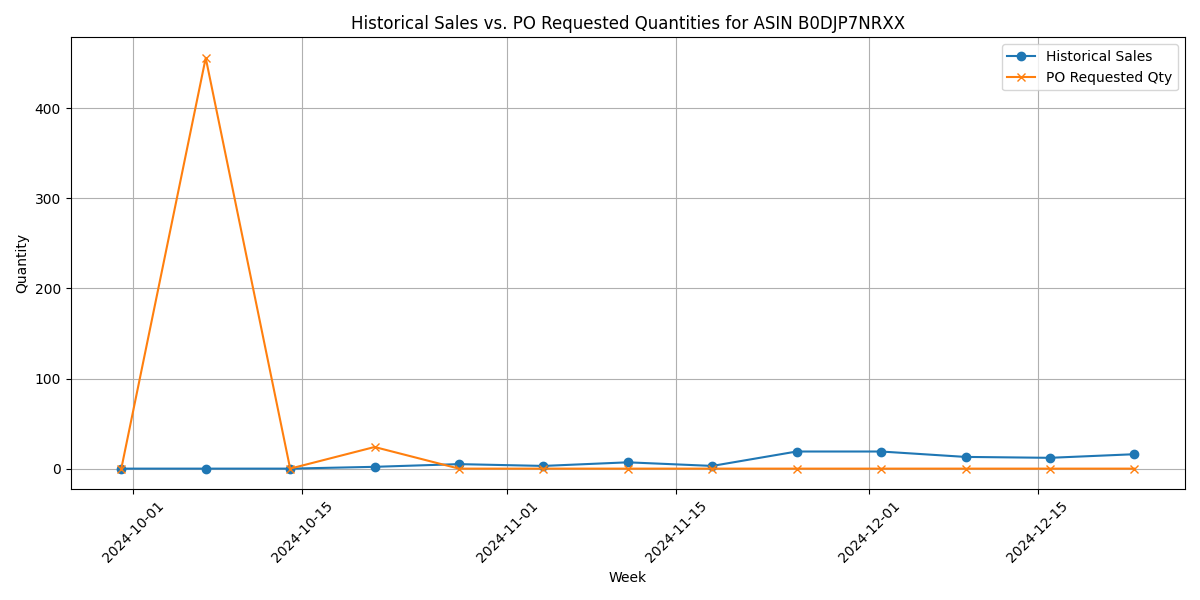 Historical Sales vs. PO Requested Quantities for ASIN B0DJP7NRXX
Historical Sales
PO Requested Qty
Quantity
400
300
200
100
0
2024-10-01
2024-10-15
2024-11-01
2024-11-15
2024-12-01
2024-12-15
Week